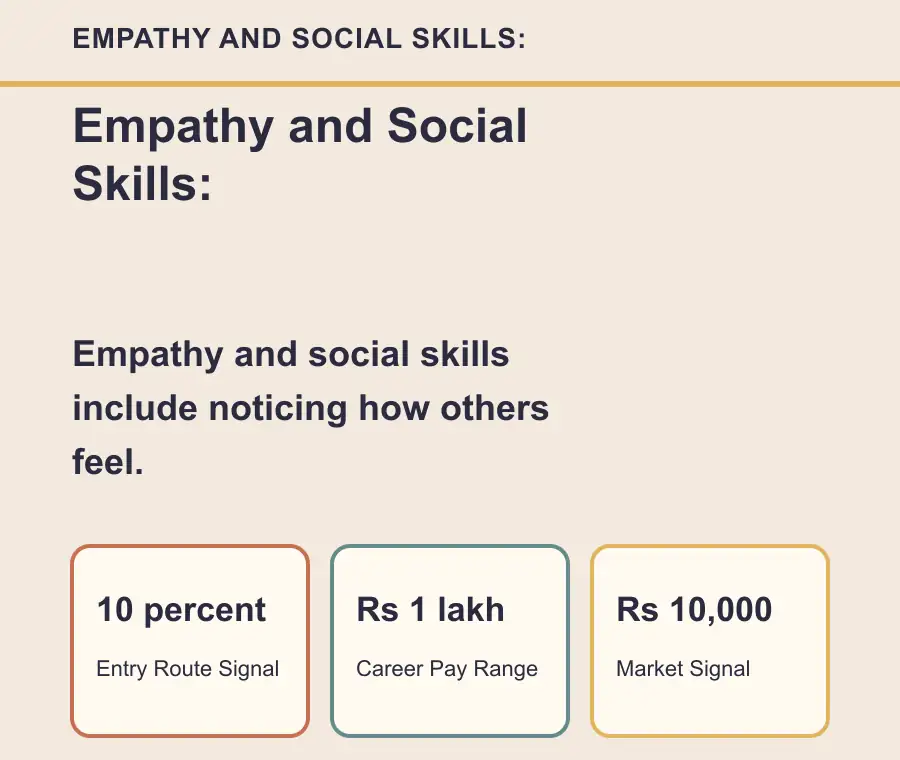 EMPATHY AND SOCIAL SKILLS:
Empathy and Social
Skills:
Empathy and social skills
include noticing how others
feel.
10 percent
Entry Route Signal
Rs 1 lakh
Career Pay Range
Rs 10,000
Market Signal